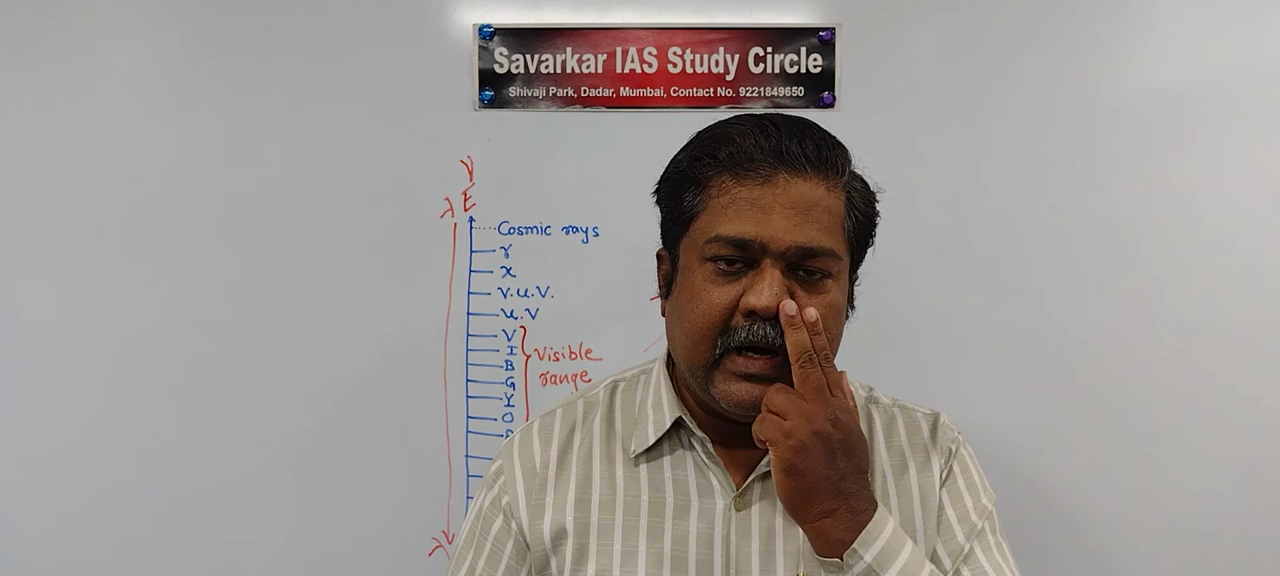 Savarkar IAS Study Circle
Shivaji Park, Dadar, Mumbai, Contact No. 9221849650
ν
λ E
Cosmic rays
γ
x
V.U.V.
U.V
V
I
B
G
Y
O
Visible
range
λ